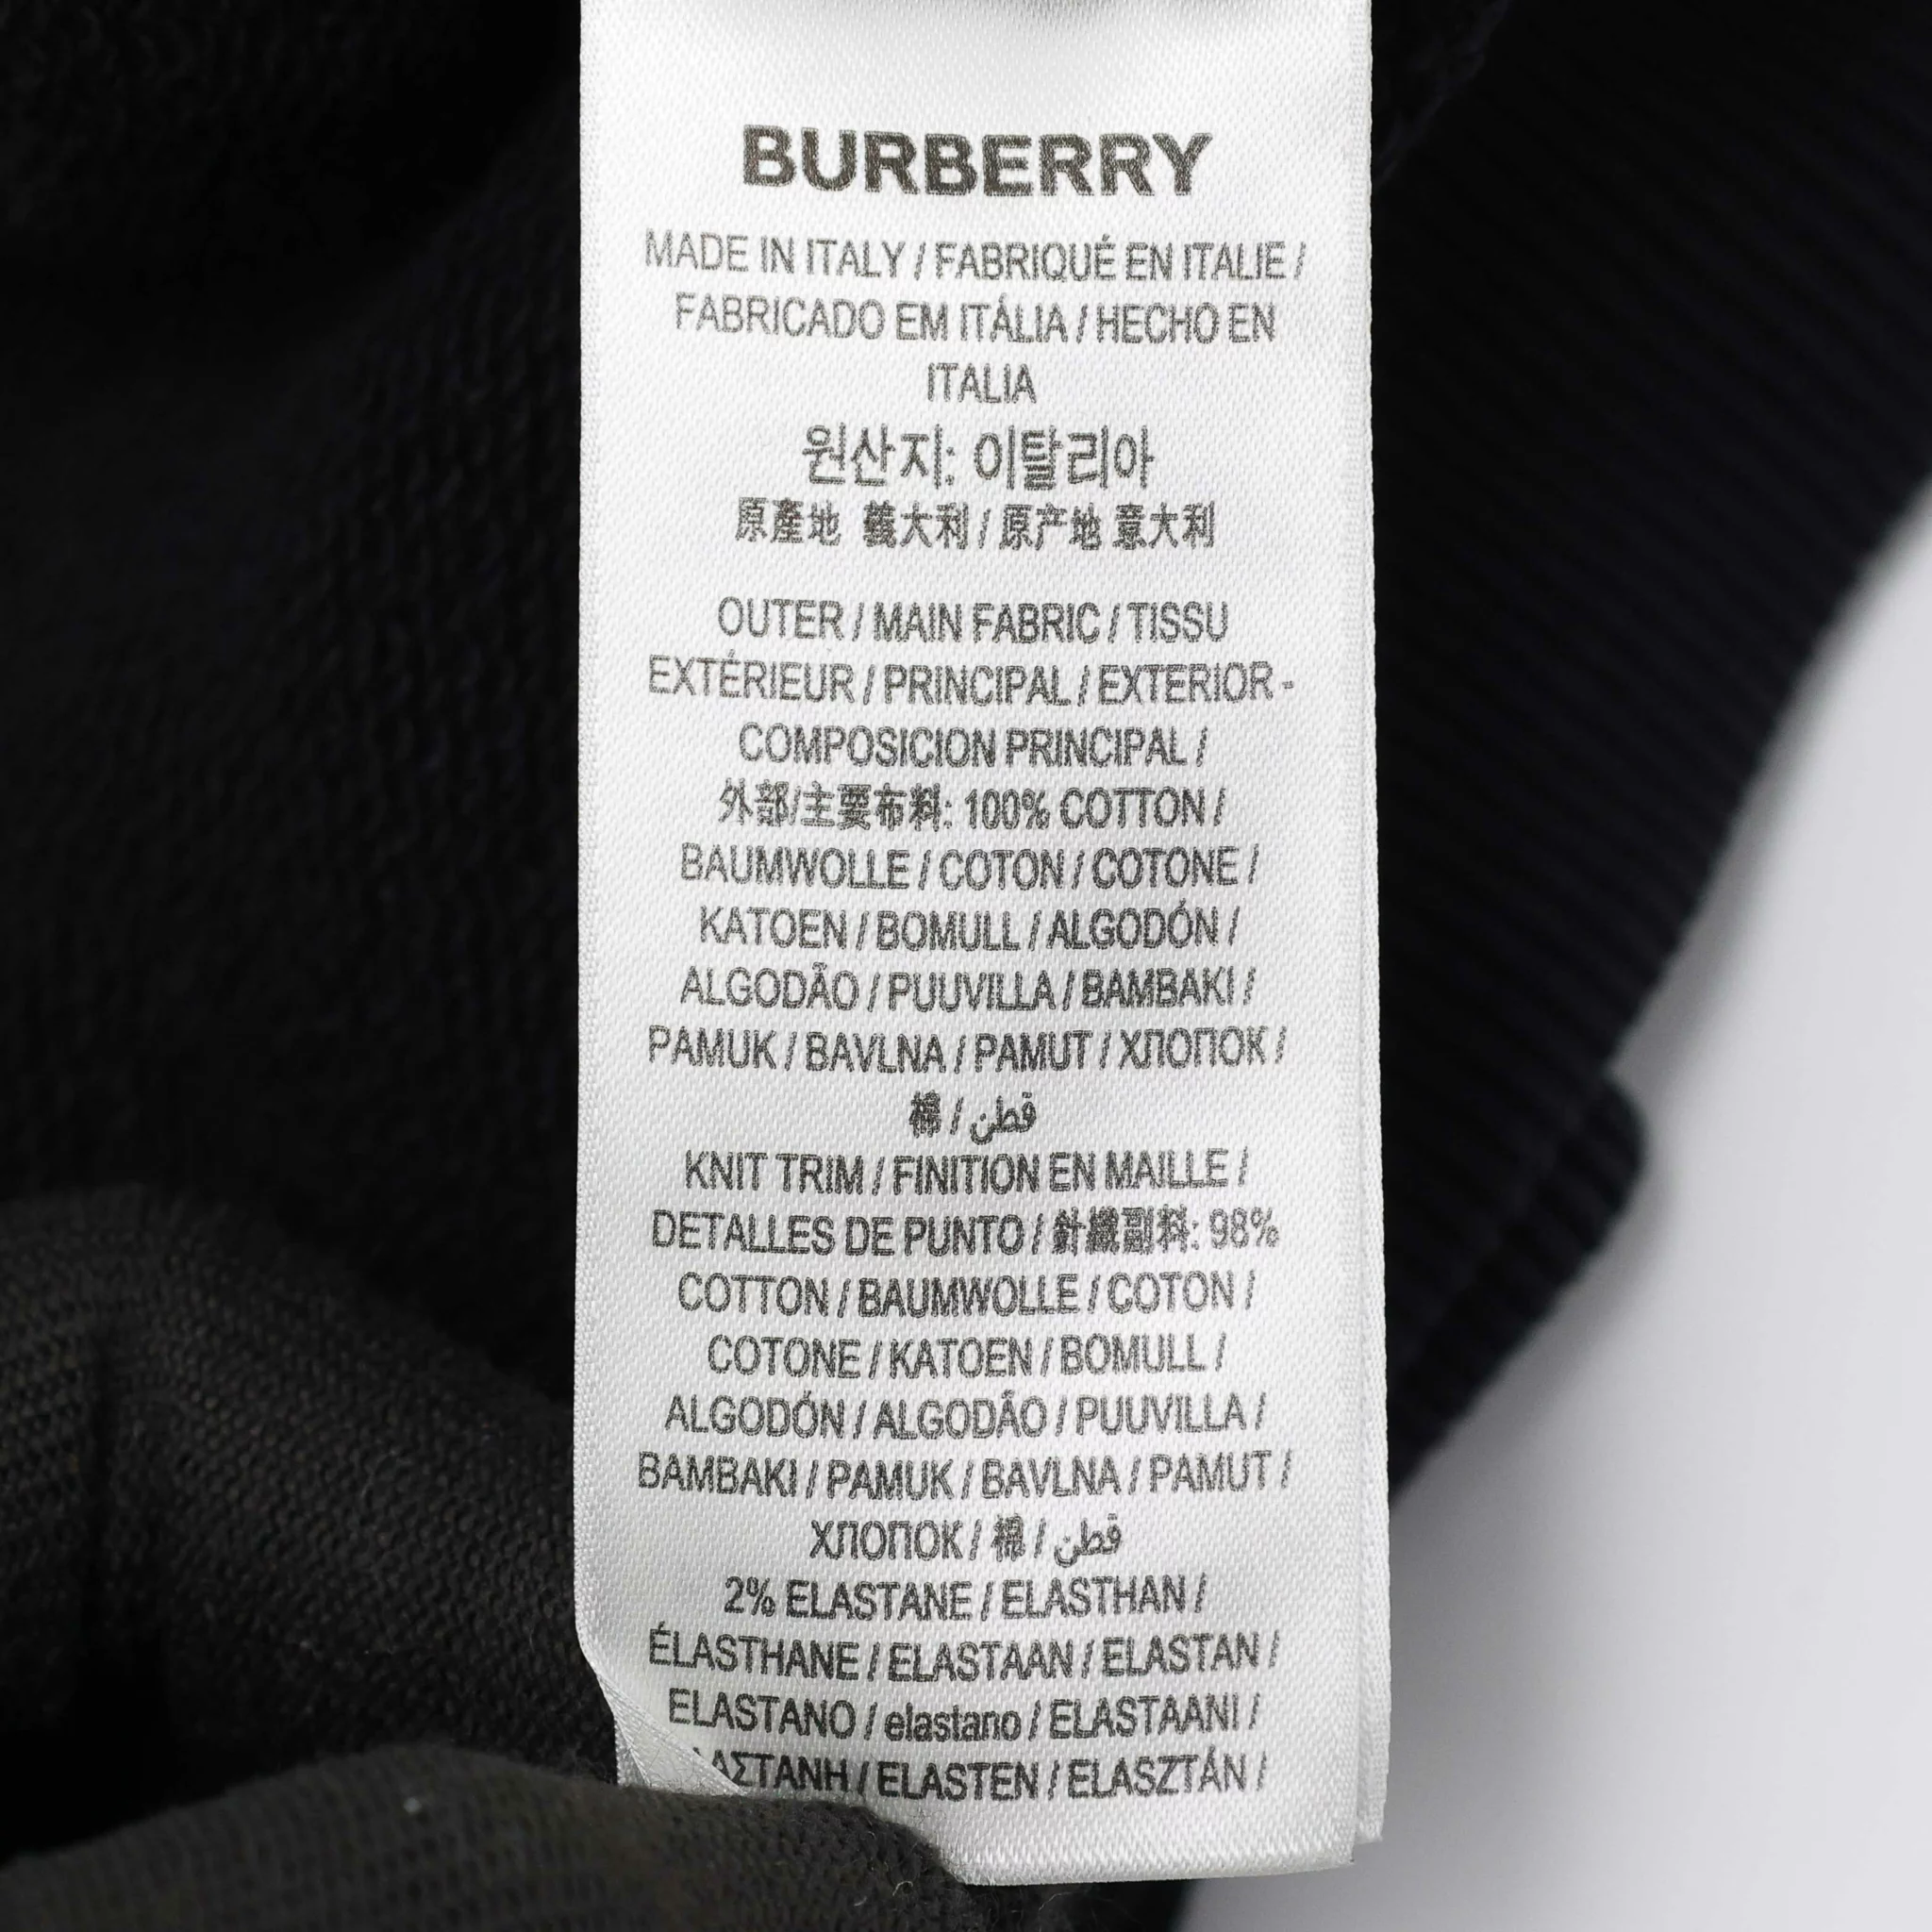 BURBERRY
MADE IN ITALY / FABRIQUÉ EN ITALIE /
FABRICADO EM ITÁLIA / HECHO EN
ITALIA
원산지: 이탈리아
原產地 義大利 / 原产地 意大利
OUTER / MAIN FABRIC / TISSU
EXTÉRIEUR / PRINCIPAL / EXTERIOR -
COMPOSICION PRINCIPAL /
外部/主要布料: 100% COTTON /
BAUMWOLLE / COTON / COTONE /
KATOEN / BOMULL / ALGODÓN /
ALGODÃO / PUUVILLA / BAMBAKI /
PAMUK / BAVLNA / PAMUT / ХЛОПОК /
棉 / قطن
KNIT TRIM / FINITION EN MAILLE /
DETALLES DE PUNTO / 針織副料: 98%
COTTON / BAUMWOLLE / COTON /
COTONE / KATOEN / BOMULL /
ALGODÓN / ALGODÃO / PUUVILLA /
BAMBAKI / PAMUK / BAVLNA / PAMUT /
ХЛОПОК / 棉 / قطن
2% ELASTANE / ELASTHAN /
ÉLASTHANE / ELASTAAN / ELASTAN /
ELASTANO / elastano / ELASTAANI /
/ ELASTEN / ELASZTÁN /